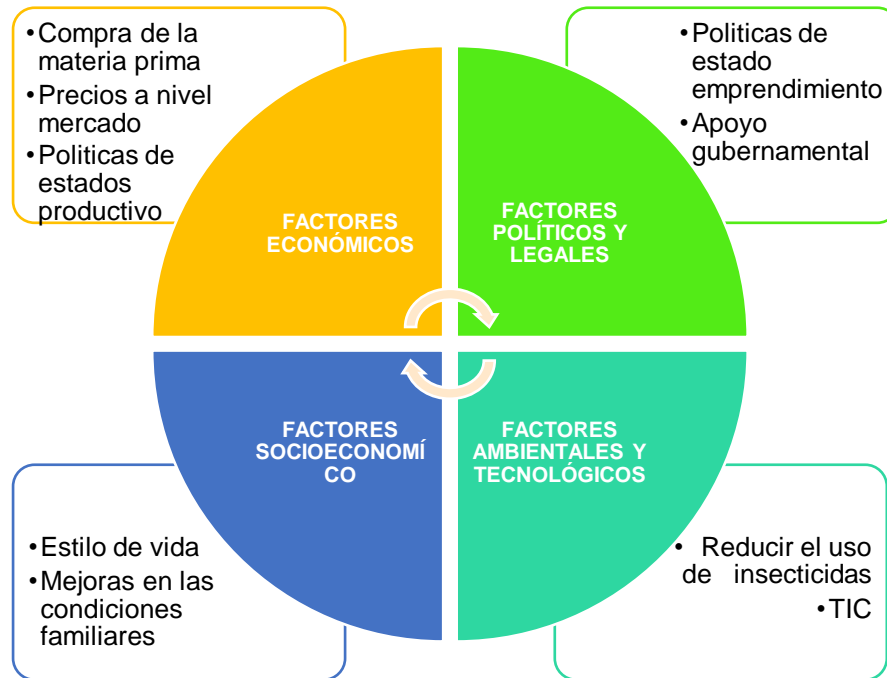 •Compra de la
materia prima
•Precios a nivel
mercado
•Politicas de
estados
productivo
•Politicas de
estado
emprendimiento
•Apoyo
gubernamental
FACTORES
ECONÓMICOS
FACTORES
POLÍTICOS Y
LEGALES
FACTORES
SOCIOECONOMÍ
CO
FACTORES
AMBIENTALES Y
TECNOLÓGICOS
•Estilo de vida
•Mejoras en las
condiciones
familiares
• Reducir el uso
de insecticidas
•TIC